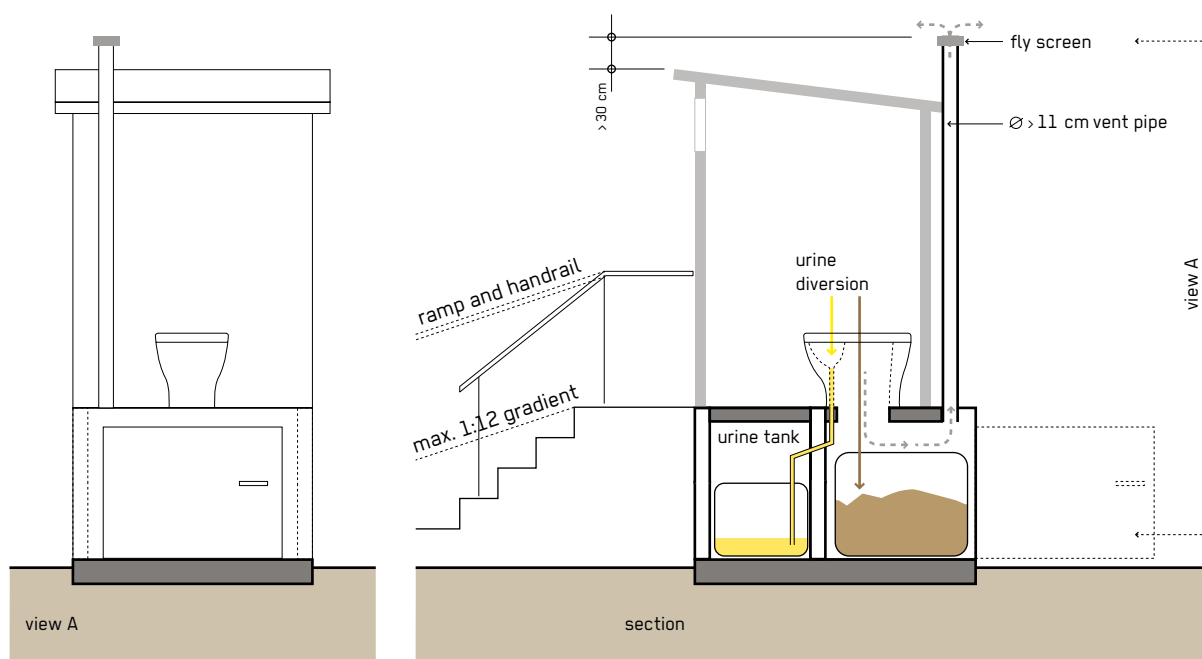 fly screen
> 30 cm
Ø > 11 cm vent pipe
urine
diversion
ramp and handrail
view A
max. 1:12 gradient
urine tank
view A
section